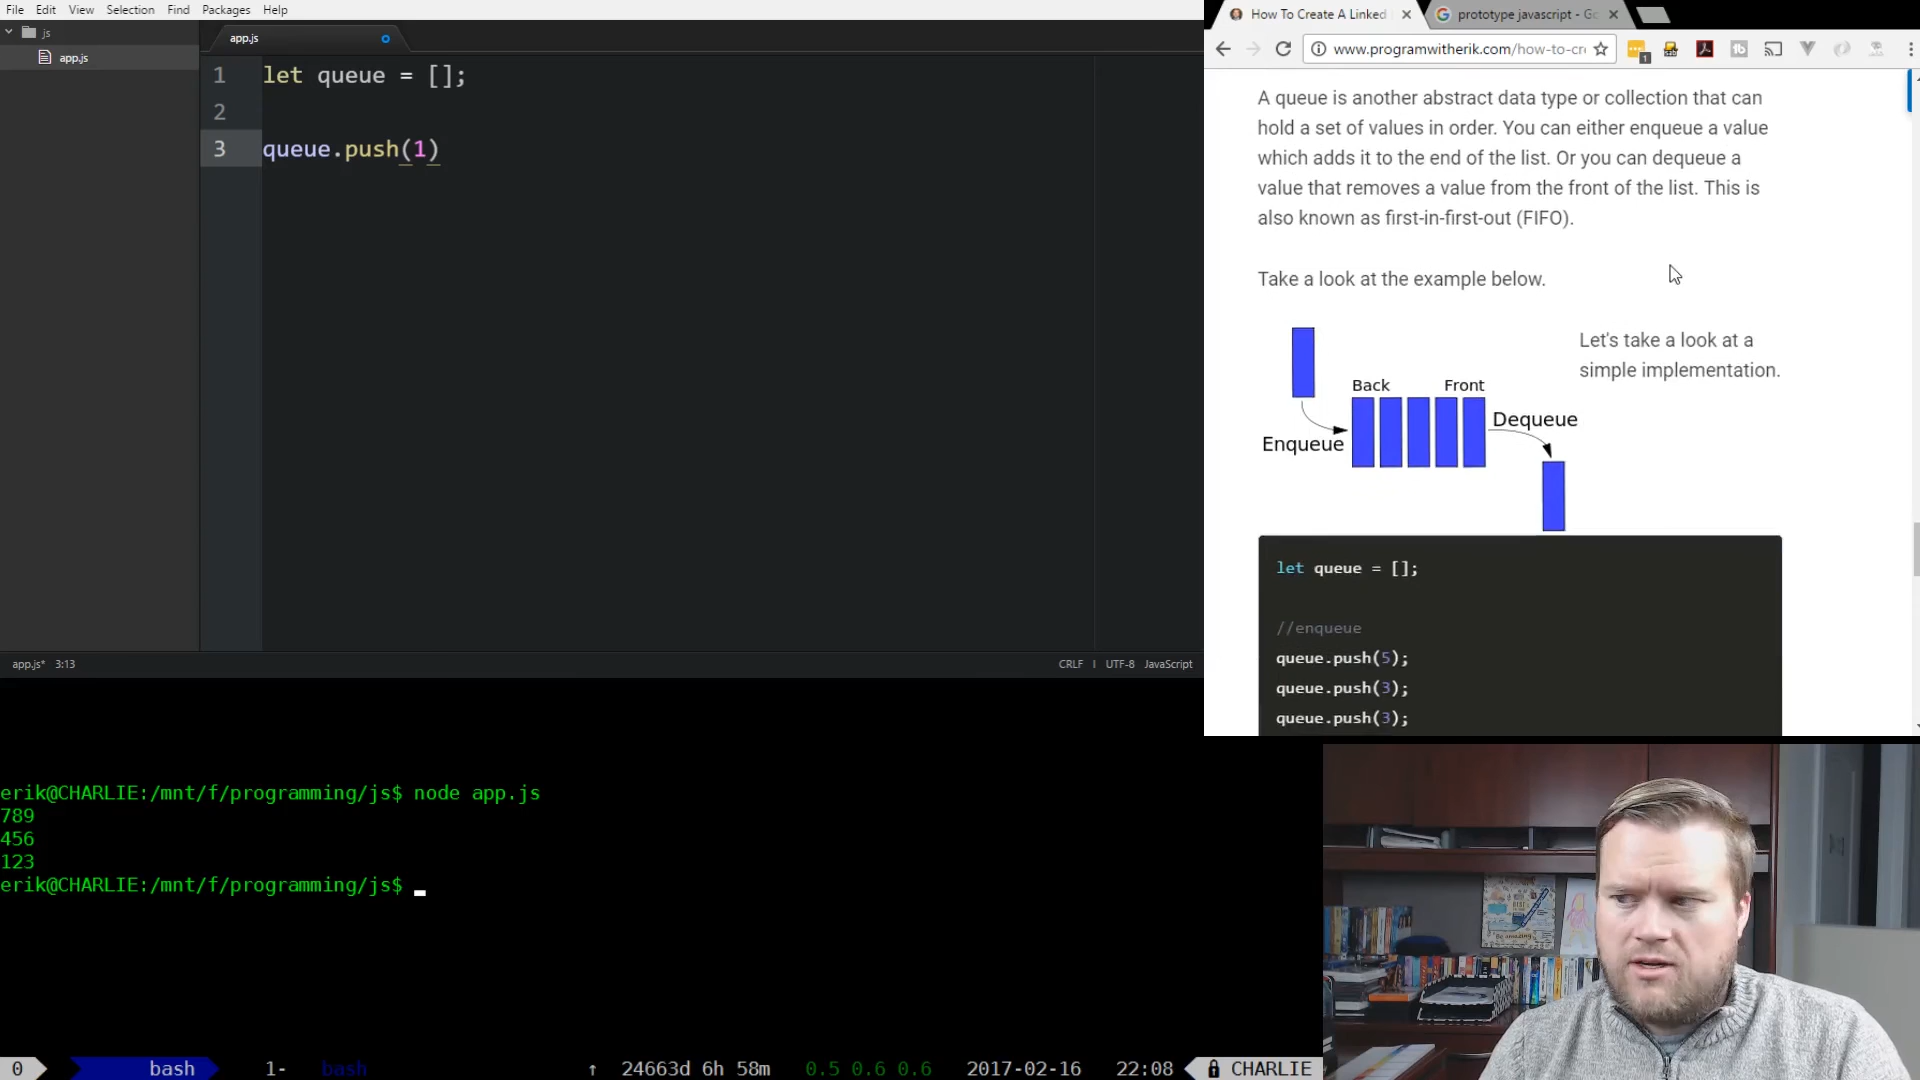 File Edit View Selection Find Packages Help
js
app.js
app.js
1 let queue = [];
2
3 queue.push(1)
app.js* 3:13
CRLF UTF-8 JavaScript
erik@CHARLIE:/mnt/f/programming/js$ node app.js
789
456
123
erik@CHARLIE:/mnt/f/programming/js$
0 bash 1- bash ↑ 24663d 6h 58m 0.5 0.6 0.6 2017-02-16 22:08 CHARLIE
How To Create A Linked
prototype javascript - Go
www.programwitherik.com/how-to-cr
1
A queue is another abstract data type or collection that can
hold a set of values in order. You can either enqueue a value
which adds it to the end of the list. Or you can dequeue a
value that removes a value from the front of the list. This is
also known as first-in-first-out (FIFO).
Take a look at the example below.
Let's take a look at a
simple implementation.
Back Front
Enqueue
Dequeue
let queue = [];
//enqueue
queue.push(5);
queue.push(3);
queue.push(3);